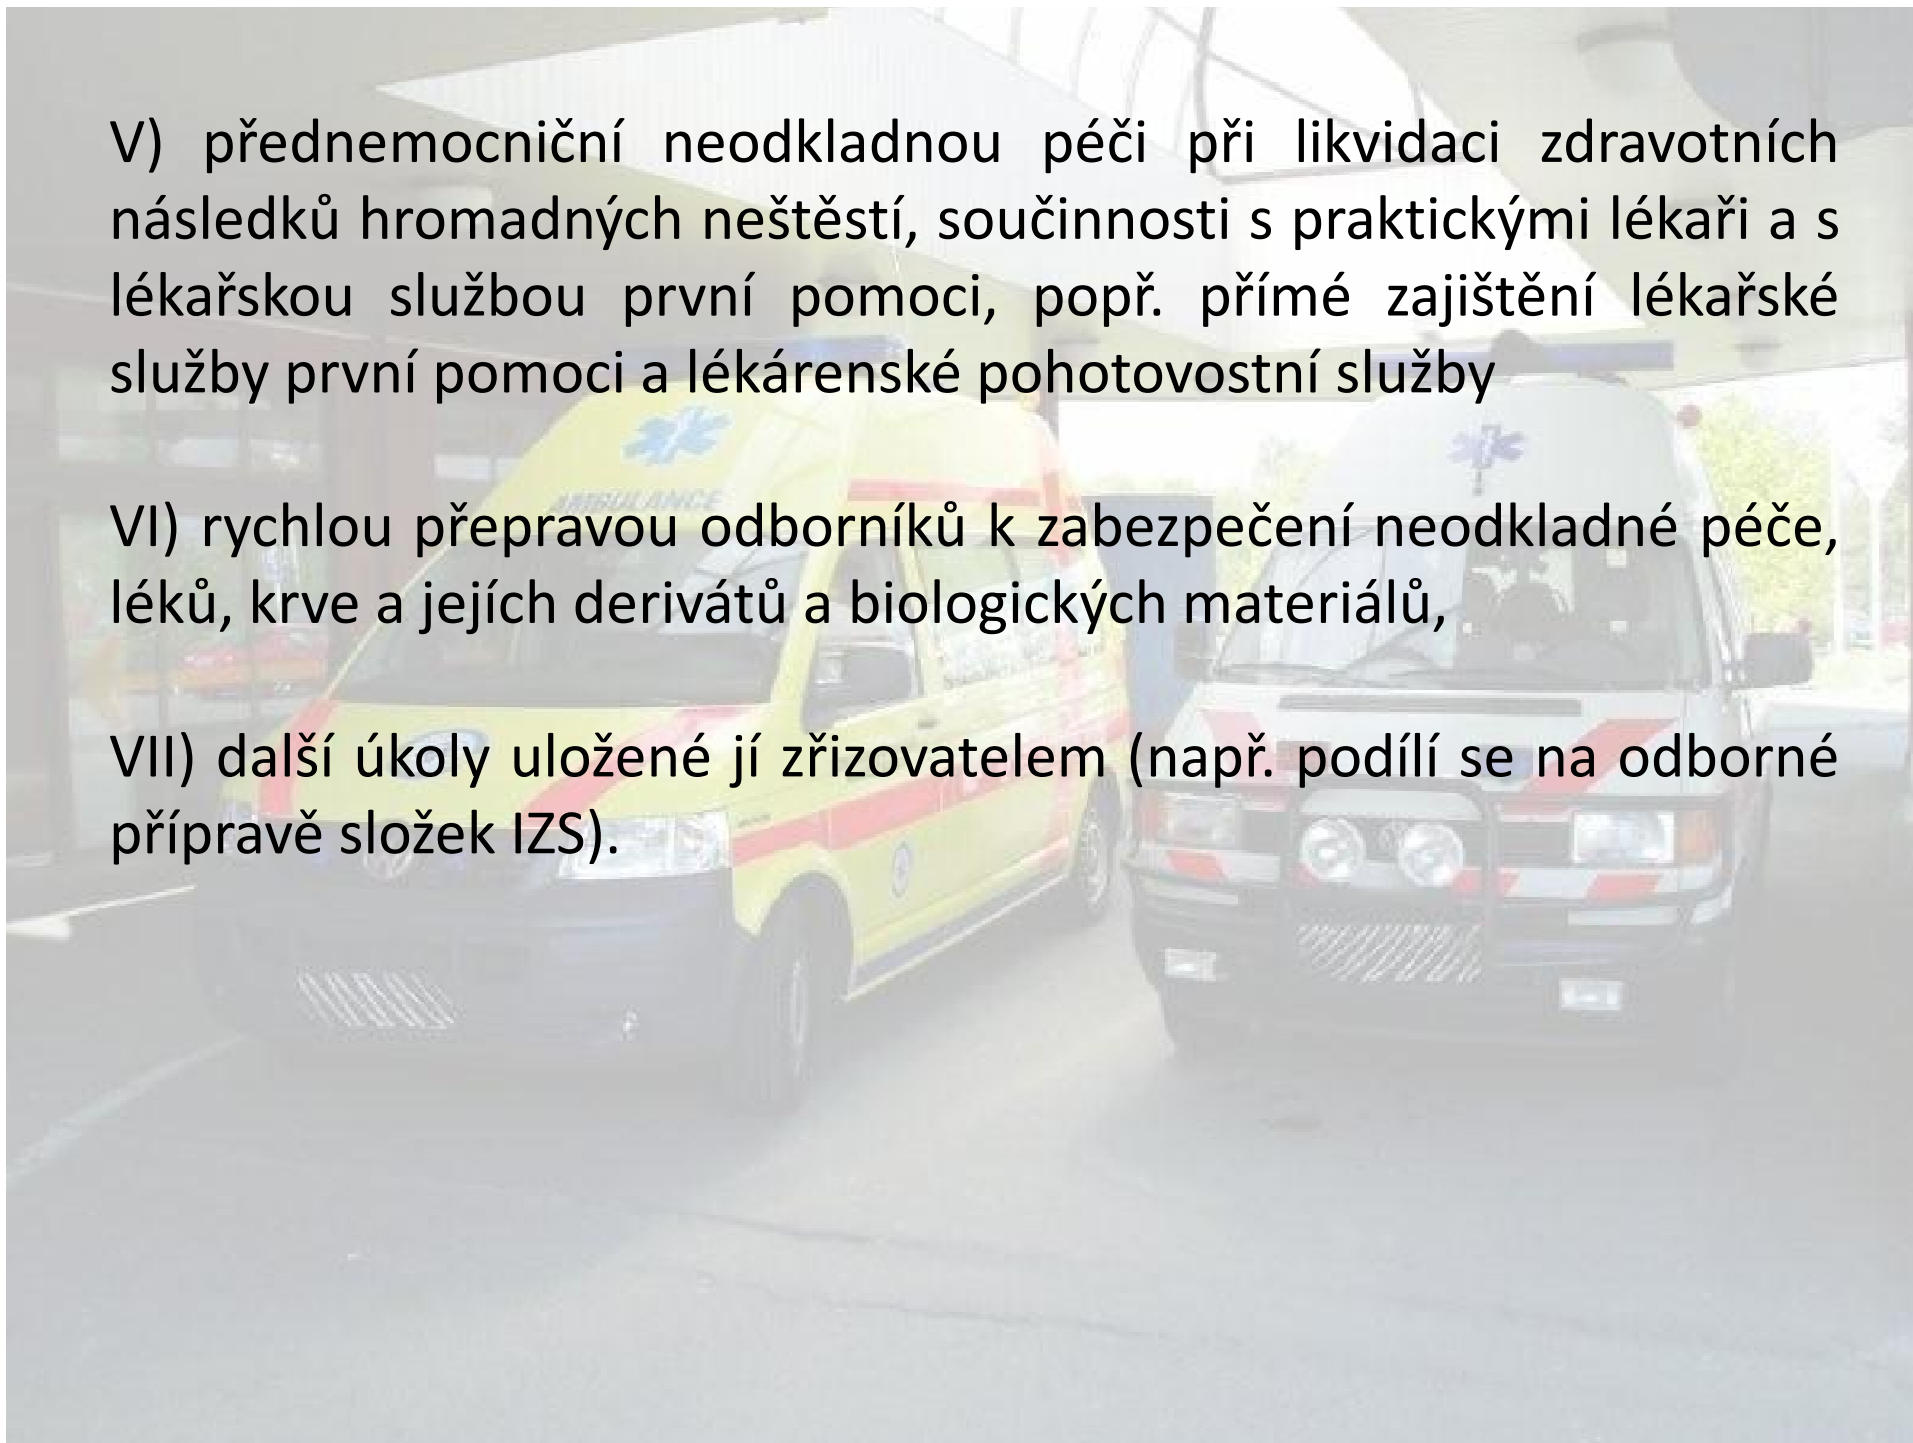 V) přednemocniční neodkladnou péči při likvidaci zdravotních
následků hromadných neštěstí, součinnosti s praktickými lékaři a s
lékařskou službou první pomoci, popř. přímé zajištění lékařské
služby první pomoci a lékárenské pohotovostní služby
VI) rychlou přepravou odborníků k zabezpečení neodkladné péče,
léků, krve a jejích derivátů a biologických materiálů,
VII) další úkoly uložené jí zřizovatelem (např. podílí se na odborné
přípravě složek IZS).
AMBULANCE